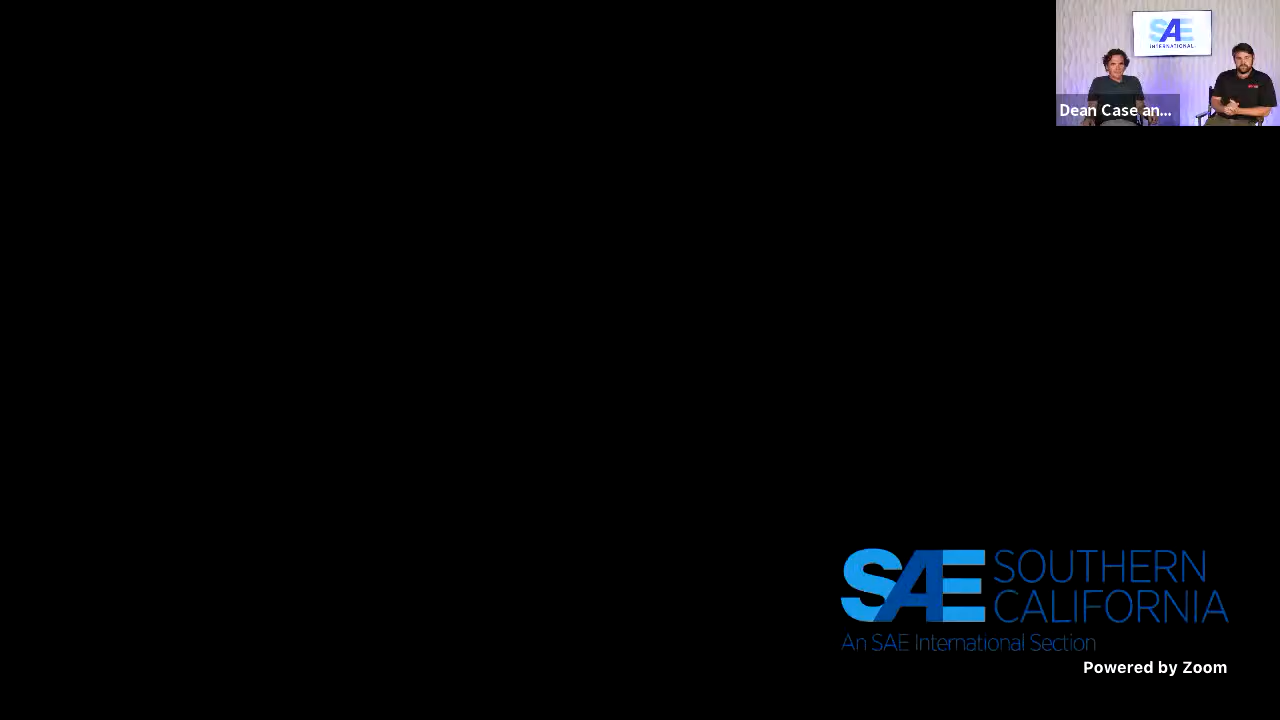 SAE
INTERNATIONAL
Dean Case an...
SAE SOUTHERN
CALIFORNIA
An SAE International Section
Powered by Zoom